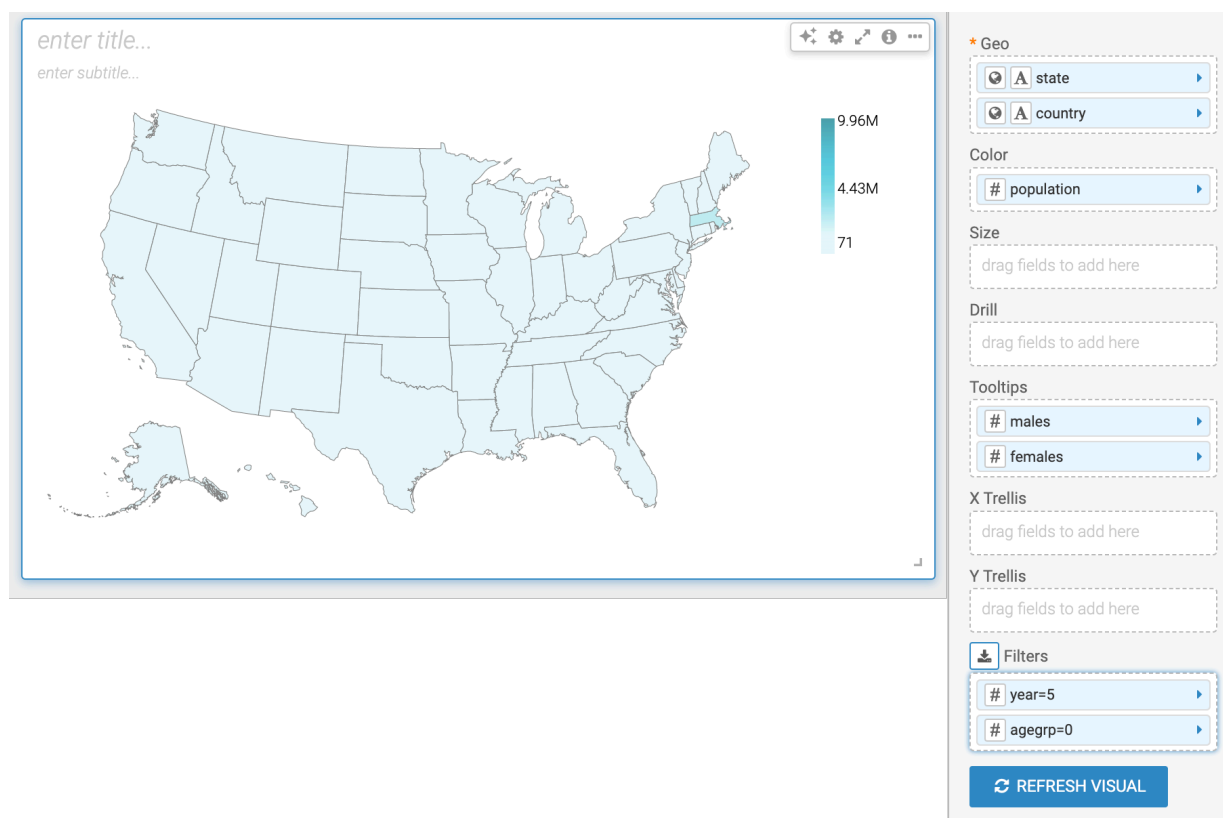 enter title...
enter subtitle...
9.96M
4.43M
71
* Geo
A state
A country
Color
# population
Size
drag fields to add here
Drill
drag fields to add here
Tooltips
# males
# females
X Trellis
drag fields to add here
Y Trellis
drag fields to add here
Filters
# year=5
# agegrp=0
REFRESH VISUAL